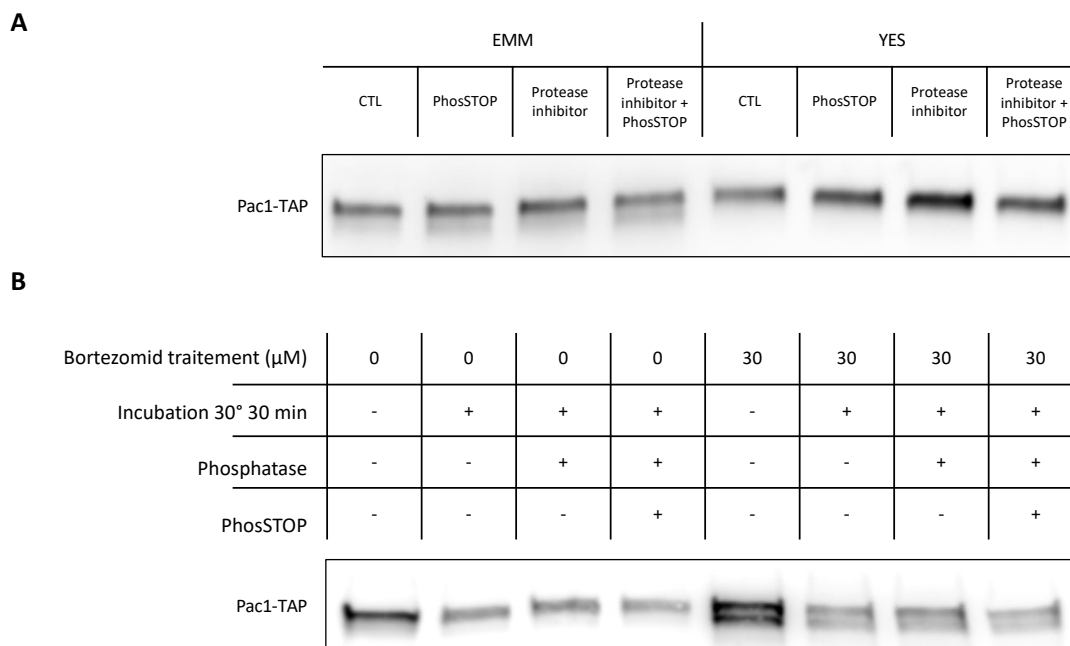 A
EMM YES
CTL PhosSTOP Protease inhibitor Protease inhibitor + PhosSTOP CTL PhosSTOP Protease inhibitor Protease inhibitor + PhosSTOP
Pac1-TAP
B
Bortezomid traitement (μM) 0 0 0 0 30 30 30 30
Incubation 30° 30 min - + + + - + + +
Phosphatase - - + + - - + +
PhosSTOP - - - + - - - +
Pac1-TAP